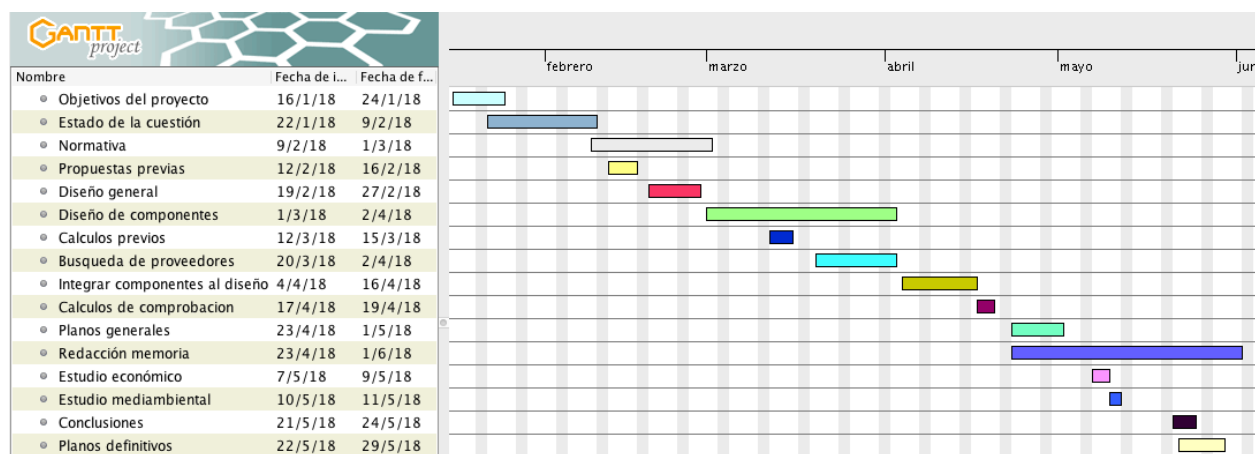 GANTT
project
febrero marzo abril mayo jun
Nombre Fecha de i... Fecha de f...
Objetivos del proyecto 16/1/18 24/1/18
Estado de la cuestión 22/1/18 9/2/18
Normativa 9/2/18 1/3/18
Propuestas previas 12/2/18 16/2/18
Diseño general 19/2/18 27/2/18
Diseño de componentes 1/3/18 2/4/18
Calculos previos 12/3/18 15/3/18
Busqueda de proveedores 20/3/18 2/4/18
Integrar componentes al diseño 4/4/18 16/4/18
Calculos de comprobacion 17/4/18 19/4/18
Planos generales 23/4/18 1/5/18
Redacción memoria 23/4/18 1/6/18
Estudio económico 7/5/18 9/5/18
Estudio mediambiental 10/5/18 11/5/18
Conclusiones 21/5/18 24/5/18
Planos definitivos 22/5/18 29/5/18